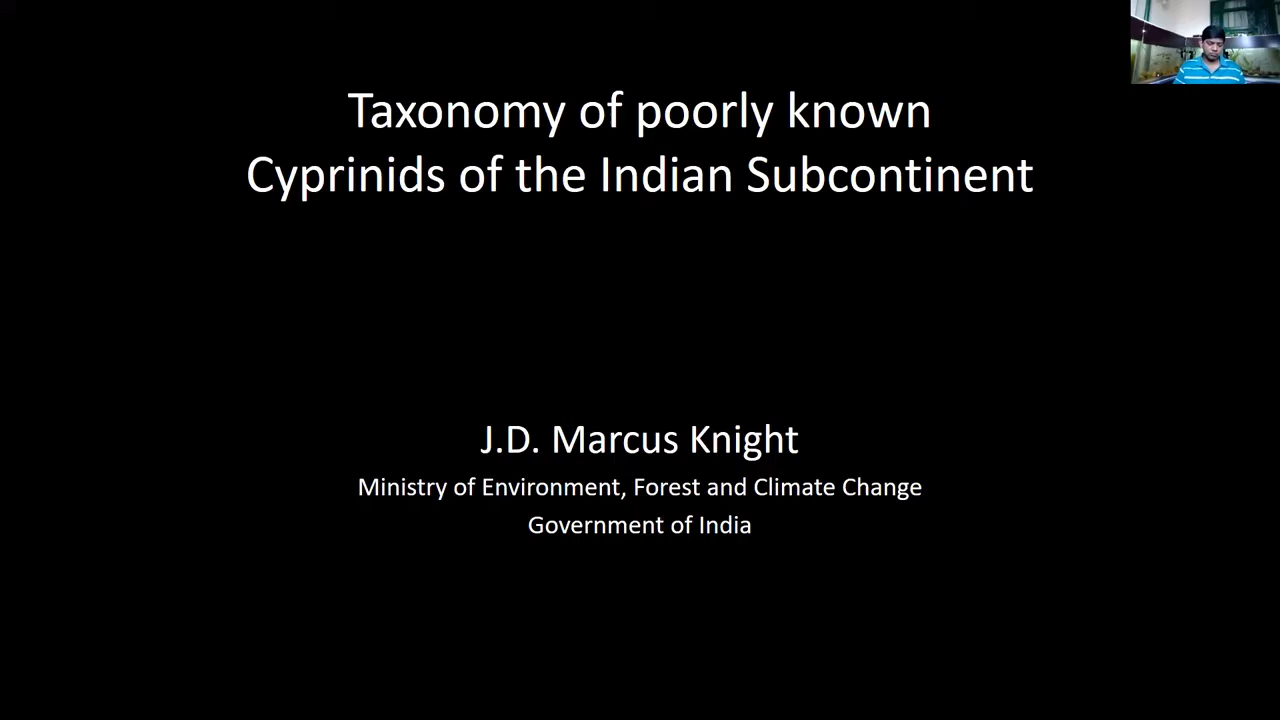 Taxonomy of poorly known
Cyprinids of the Indian Subcontinent
J.D. Marcus Knight
Ministry of Environment, Forest and Climate Change
Government of India